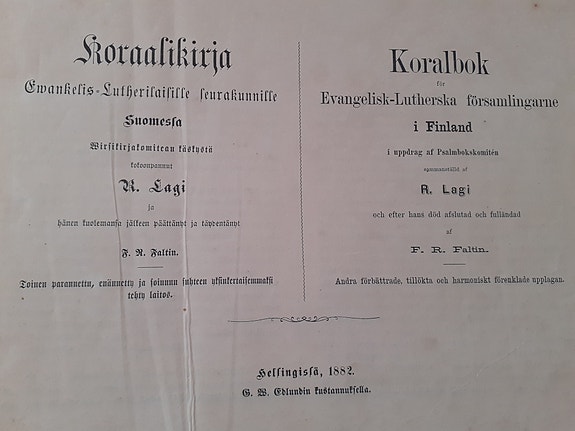 Koraalikirja
Ewankelis-Lutherilaisille seurakunnille
Suomessa
Wirsikirjakomitean käskystä
kokoonpannut
R. Lagi
ja
hänen kuolemansa jälkeen päättänyt ja täydentänyt
F. R. Faltin.
Toinen parannettu, enännetty ja soinnun suhteen yksinkertaisemmaksi
tehty laitos.
Koralbok
för
Evangelisk-Lutherska församlingarne
i Finland
i uppdrag af Psalmbokskomitén
sammanstäld af
R. Lagi
och efter hans död afslutad och fulländad
af
F. R. Faltin.
Andra förbättrade, tillökta och harmoniskt förenklade upplagan.
Helsingissä, 1882.
G. W. Edlundin kustannuksella.